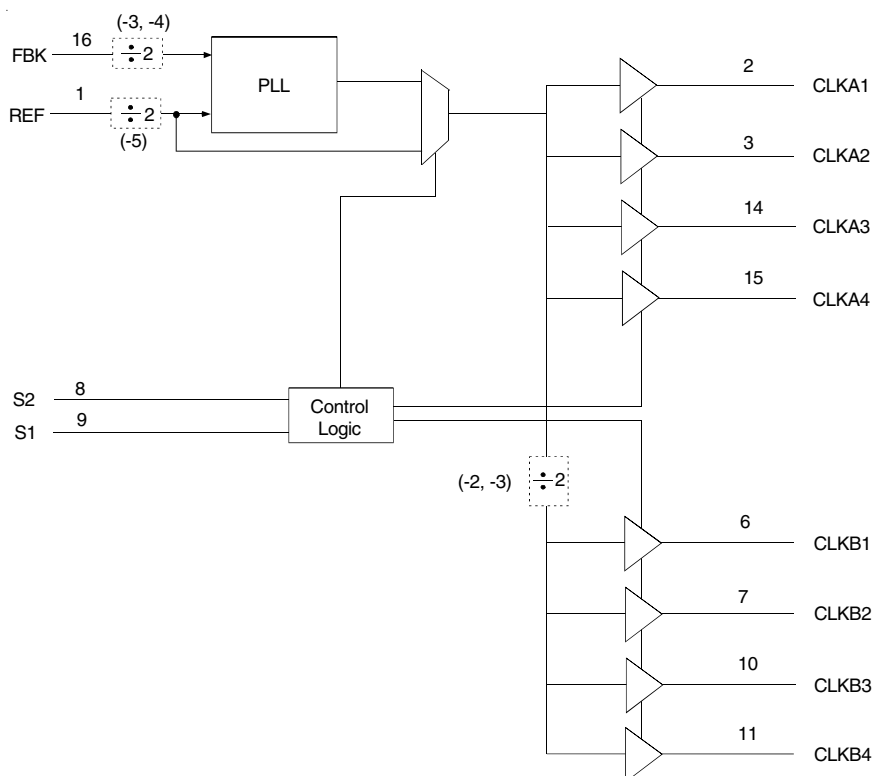 (-3, -4)
FBK 16 ÷2
PLL
REF 1 ÷2
(-5)
2 CLKA1
3 CLKA2
14 CLKA3
15 CLKA4
S2 8
S1 9
Control
Logic
(-2, -3) ÷2
6 CLKB1
7 CLKB2
10 CLKB3
11 CLKB4